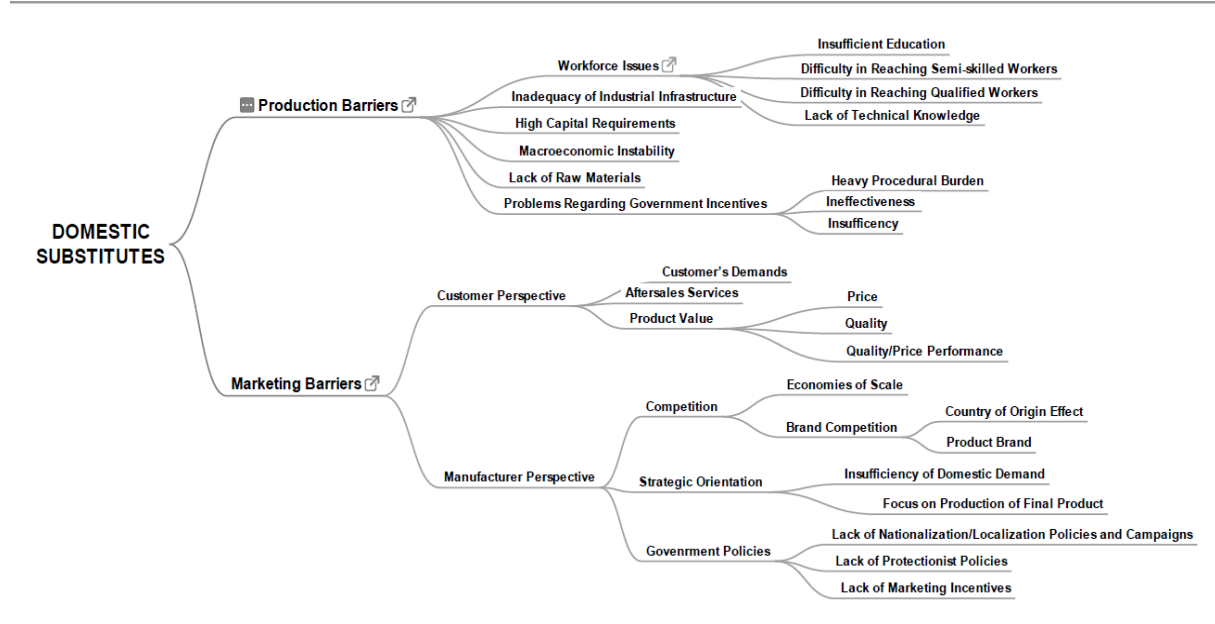 DOMESTIC
SUBSTITUTES
Production Barriers
Workforce Issues
Insufficient Education
Difficulty in Reaching Semi-skilled Workers
Difficulty in Reaching Qualified Workers
Lack of Technical Knowledge
Inadequacy of Industrial Infrastructure
High Capital Requirements
Macroeconomic Instability
Lack of Raw Materials
Problems Regarding Government Incentives
Heavy Procedural Burden
Ineffectiveness
Insufficency
Marketing Barriers
Customer Perspective
Customer's Demands
Aftersales Services
Product Value
Price
Quality
Quality/Price Performance
Manufacturer Perspective
Competition
Economies of Scale
Brand Competition
Country of Origin Effect
Product Brand
Strategic Orientation
Insufficiency of Domestic Demand
Focus on Production of Final Product
Govenrment Policies
Lack of Nationalization/Localization Policies and Campaigns
Lack of Protectionist Policies
Lack of Marketing Incentives